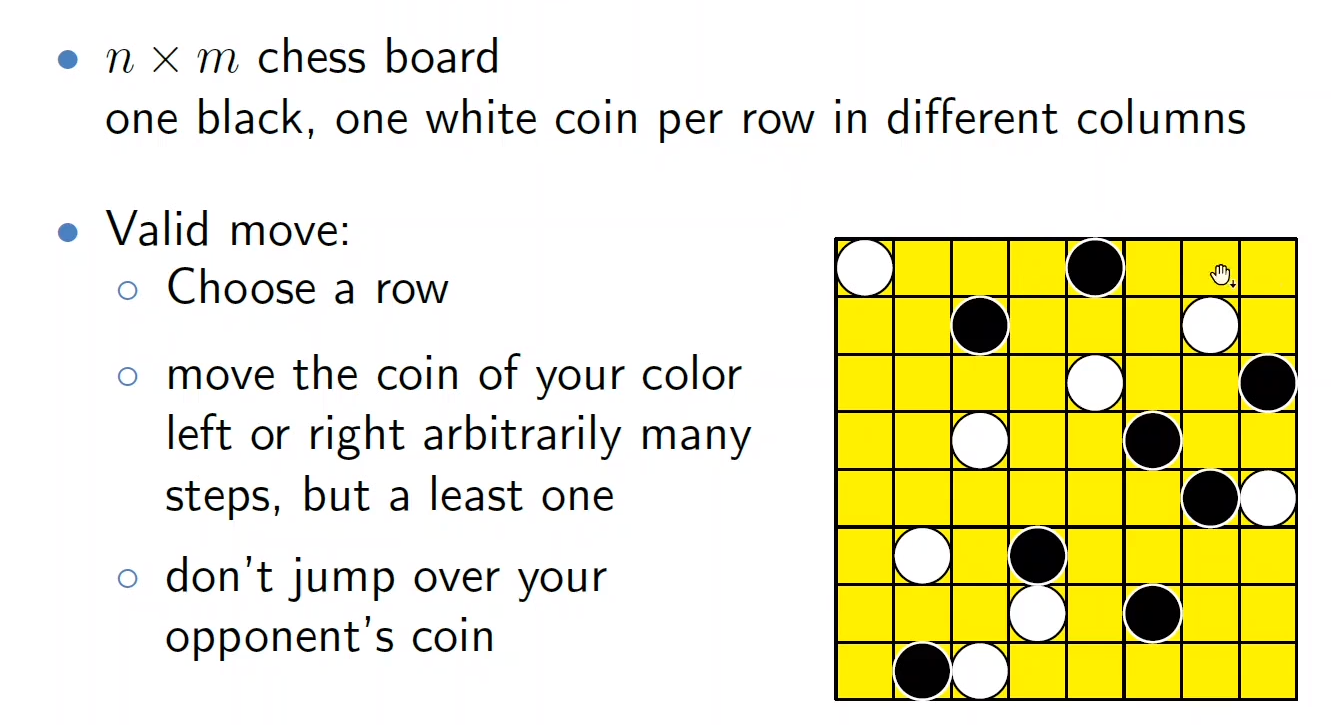 n × m chess board
one black, one white coin per row in different columns
Valid move:
Choose a row
move the coin of your color
left or right arbitrarily many
steps, but a least one
don't jump over your
opponent's coin